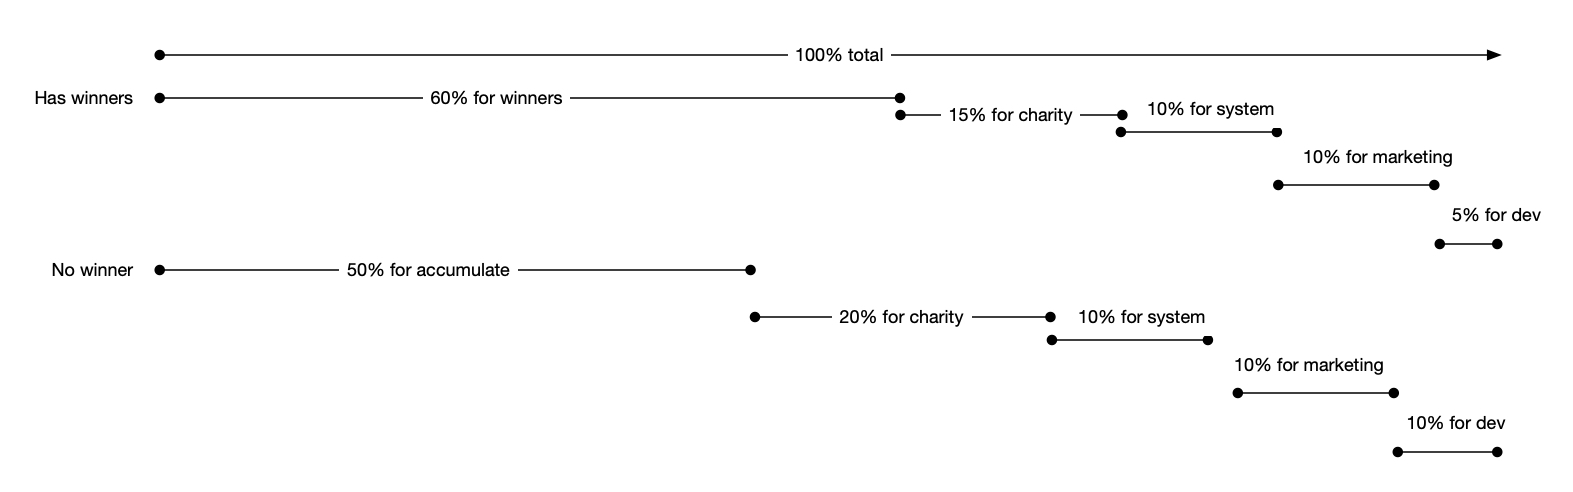 100% total
Has winners
60% for winners
15% for charity
10% for system
10% for marketing
5% for dev
No winner
50% for accumulate
20% for charity
10% for system
10% for marketing
10% for dev